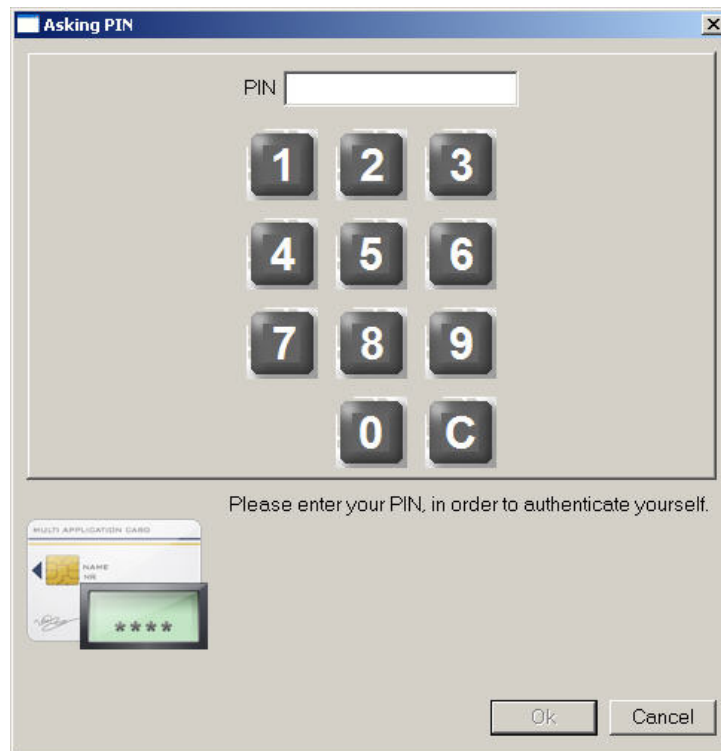 Asking PIN
PIN
1 2 3
4 5 6
7 8 9
0 C
Please enter your PIN, in order to authenticate yourself.
MULTI APPLICATION CARD
NAME
NR
****
Ok Cancel